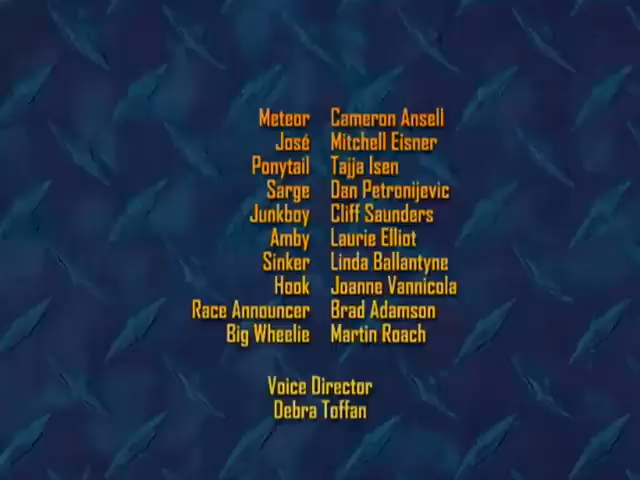 Meteor Cameron Ansell
José Mitchell Eisner
Ponytail Tajja Isen
Sarge Dan Petronijevic
Junkboy Cliff Saunders
Amby Laurie Elliot
Sinker Linda Ballantyne
Hook Joanne Vannicola
Race Announcer Brad Adamson
Big Wheelie Martin Roach
Voice Director
Debra Toffan